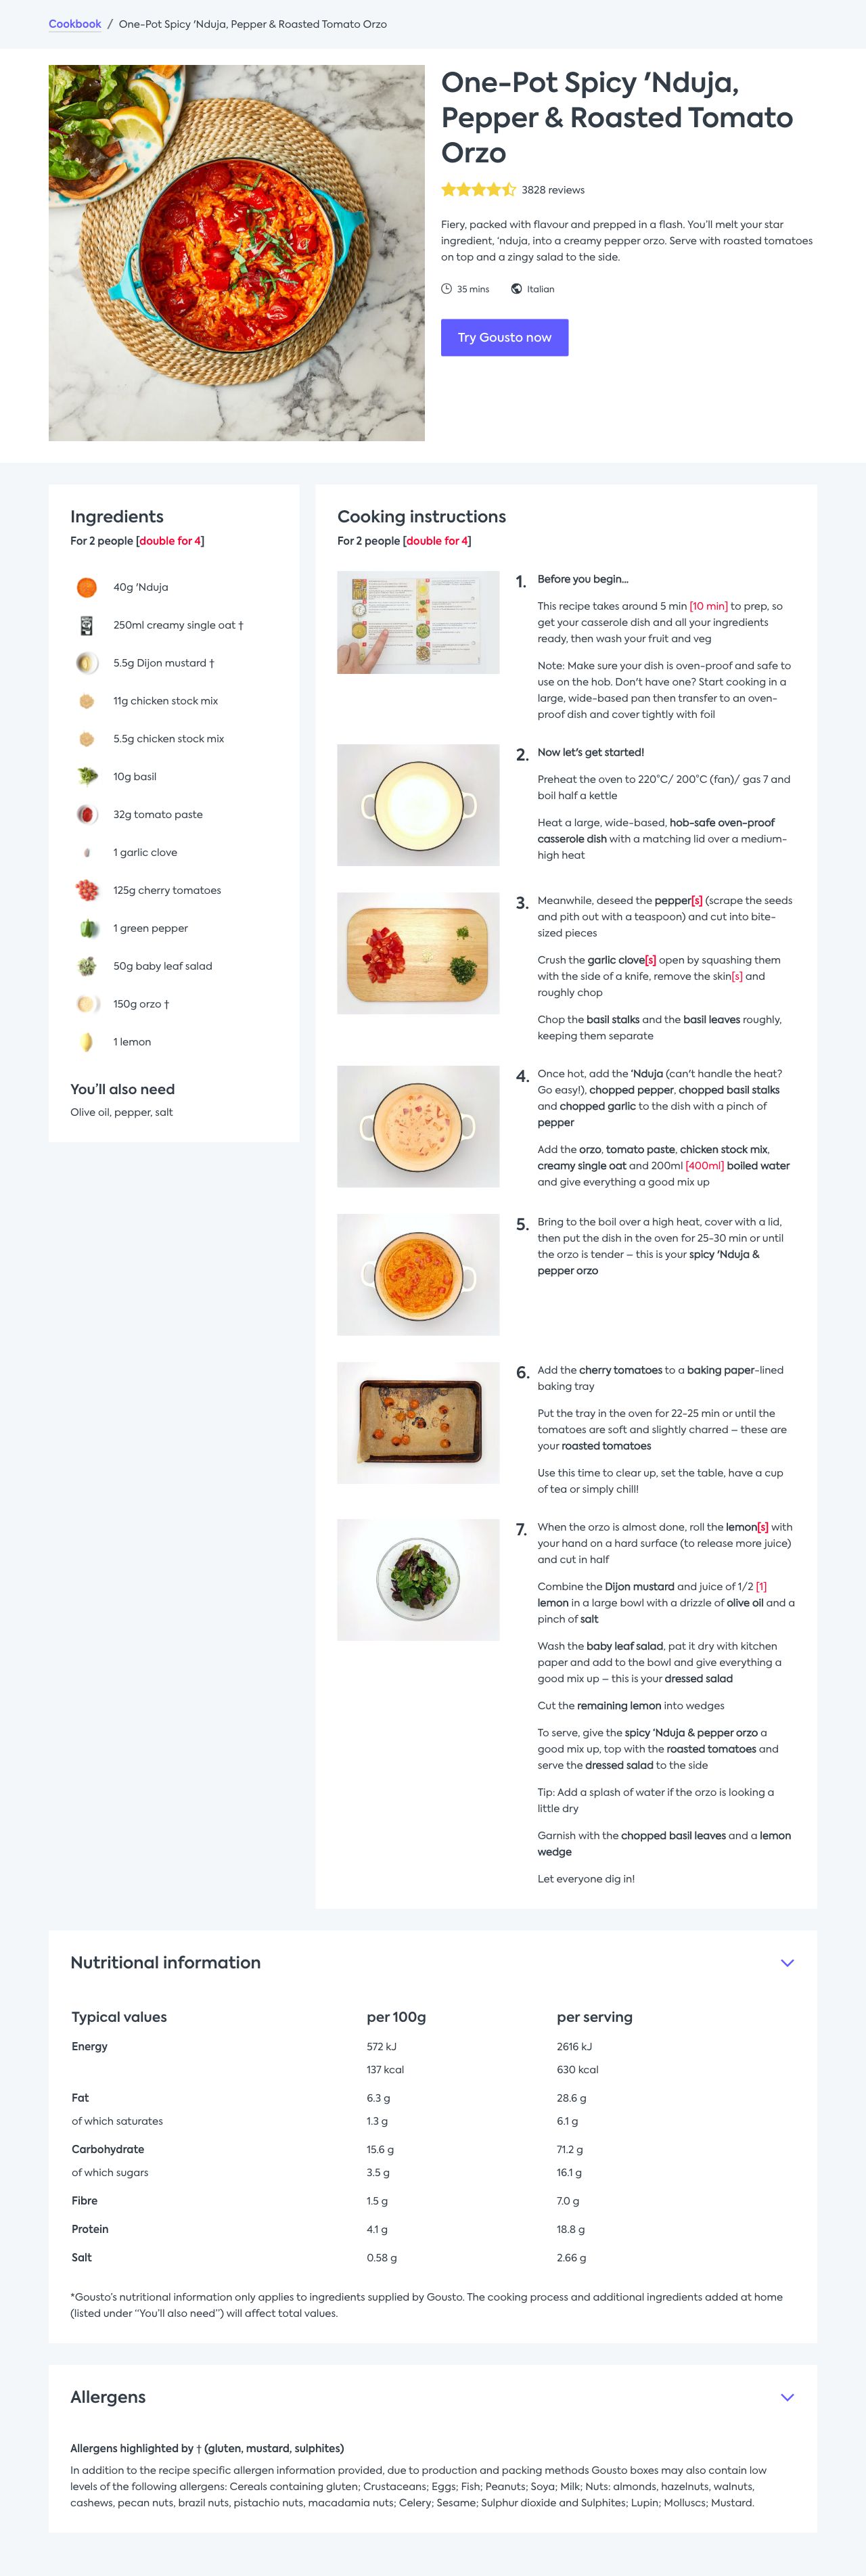 Cookbook / One-Pot Spicy 'Nduja, Pepper & Roasted Tomato Orzo
One-Pot Spicy 'Nduja,
Pepper & Roasted Tomato
Orzo
3828 reviews
Fiery, packed with flavour and prepped in a flash. You'll melt your star
ingredient, 'nduja, into a creamy pepper orzo. Serve with roasted tomatoes
on top and a zingy salad to the side.
35 mins Italian
Try Gousto now
Ingredients
For 2 people [double for 4]
40g 'Nduja
250ml creamy single oat †
5.5g Dijon mustard †
11g chicken stock mix
5.5g chicken stock mix
10g basil
32g tomato paste
1 garlic clove
125g cherry tomatoes
1 green pepper
50g baby leaf salad
150g orzo †
1 lemon
You'll also need
Olive oil, pepper, salt
Cooking instructions
For 2 people [double for 4]
1. Before you begin...
This recipe takes around 5 min [10 min] to prep, so
get your casserole dish and all your ingredients
ready, then wash your fruit and veg
Note: Make sure your dish is oven-proof and safe to
use on the hob. Don't have one? Start cooking in a
large, wide-based pan then transfer to an oven-
proof dish and cover tightly with foil
2. Now let's get started!
Preheat the oven to 220°C/ 200°C (fan)/ gas 7 and
boil half a kettle
Heat a large, wide-based, hob-safe oven-proof
casserole dish with a matching lid over a medium-
high heat
3. Meanwhile, deseed the pepper[s] (scrape the seeds
and pith out with a teaspoon) and cut into bite-
sized pieces
Crush the garlic clove[s] open by squashing them
with the side of a knife, remove the skin[s] and
roughly chop
Chop the basil stalks and the basil leaves roughly,
keeping them separate
4. Once hot, add the 'Nduja (can't handle the heat?
Go easy!), chopped pepper, chopped basil stalks
and chopped garlic to the dish with a pinch of
pepper
Add the orzo, tomato paste, chicken stock mix,
creamy single oat and 200ml [400ml] boiled water
and give everything a good mix up
5. Bring to the boil over a high heat, cover with a lid,
then put the dish in the oven for 25-30 min or until
the orzo is tender – this is your spicy 'Nduja &
pepper orzo
6. Add the cherry tomatoes to a baking paper-lined
baking tray
Put the tray in the oven for 22-25 min or until the
tomatoes are soft and slightly charred – these are
your roasted tomatoes
Use this time to clear up, set the table, have a cup
of tea or simply chill!
7. When the orzo is almost done, roll the lemon[s] with
your hand on a hard surface (to release more juice)
and cut in half
Combine the Dijon mustard and juice of 1/2 [1]
lemon in a large bowl with a drizzle of olive oil and a
pinch of salt
Wash the baby leaf salad, pat it dry with kitchen
paper and add to the bowl and give everything a
good mix up – this is your dressed salad
Cut the remaining lemon into wedges
To serve, give the spicy 'Nduja & pepper orzo a
good mix up, top with the roasted tomatoes and
serve the dressed salad to the side
Tip: Add a splash of water if the orzo is looking a
little dry
Garnish with the chopped basil leaves and a lemon
wedge
Let everyone dig in!
Nutritional information
Typical values per 100g per serving
Energy 572 kJ 2616 kJ
137 kcal 630 kcal
Fat 6.3 g 28.6 g
of which saturates 1.3 g 6.1 g
Carbohydrate 15.6 g 71.2 g
of which sugars 3.5 g 16.1 g
Fibre 1.5 g 7.0 g
Protein 4.1 g 18.8 g
Salt 0.58 g 2.66 g
*Gousto's nutritional information only applies to ingredients supplied by Gousto. The cooking process and additional ingredients added at home
(listed under "You'll also need") will affect total values.
Allergens
Allergens highlighted by † (gluten, mustard, sulphites)
In addition to the recipe specific allergen information provided, due to production and packing methods Gousto boxes may also contain low
levels of the following allergens: Cereals containing gluten; Crustaceans; Eggs; Fish; Peanuts; Soya; Milk; Nuts: almonds, hazelnuts, walnuts,
cashews, pecan nuts, brazil nuts, pistachio nuts, macadamia nuts; Celery; Sesame; Sulphur dioxide and Sulphites; Lupin; Molluscs; Mustard.